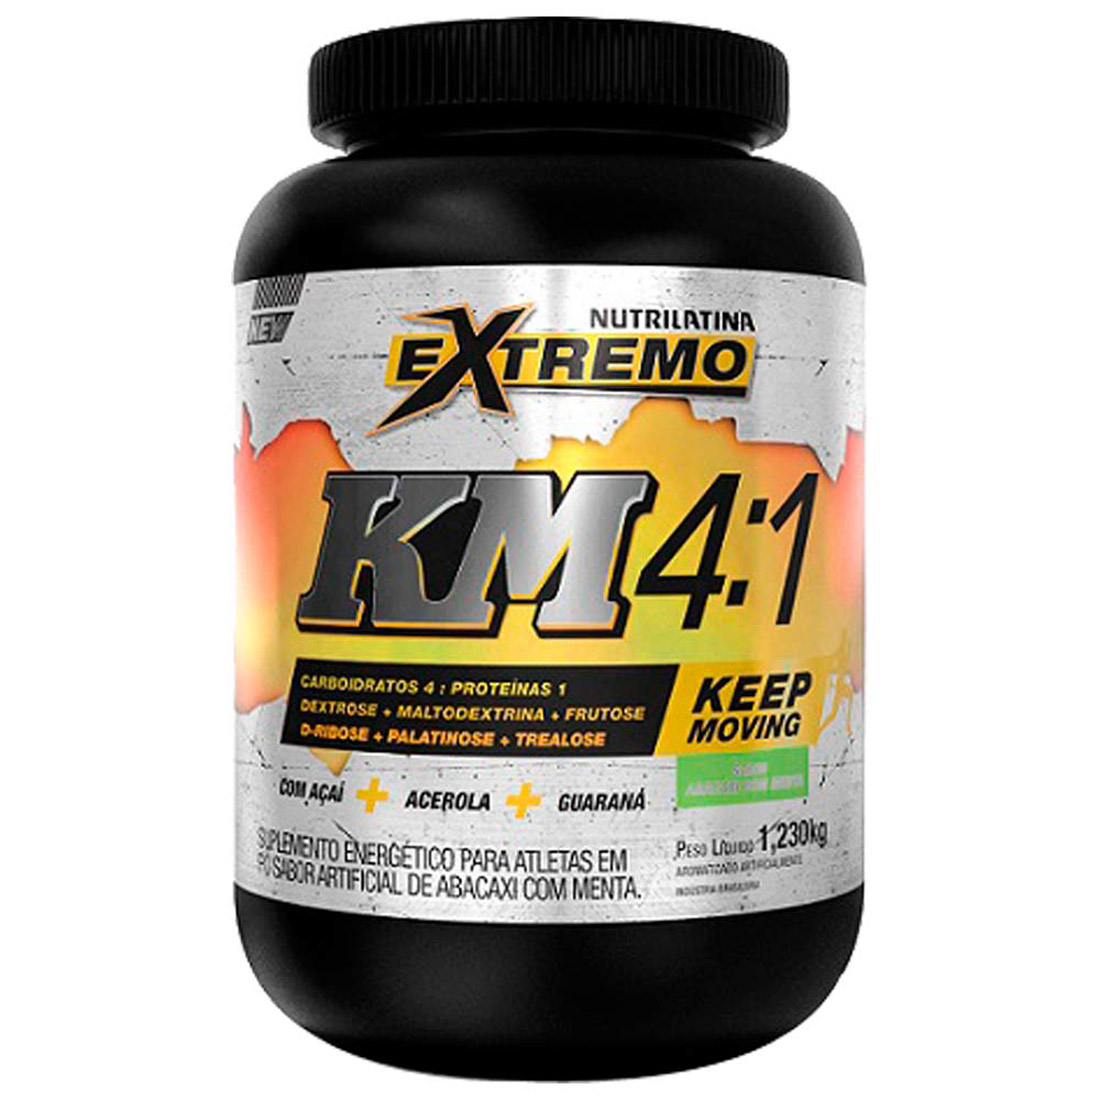 NEW
NUTRILATINA
EXTREMO
KM 4:1
CARBOIDRATOS 4 : PROTEÍNAS 1
DEXTROSE + MALTODEXTRINA + FRUTOSE
D-RIBOSE + PALATINOSE + TREALOSE
KEEP
MOVING
COM AÇAÍ + ACEROLA + GUARANÁ
SUPLEMENTO ENERGÉTICO PARA ATLETAS EM
PÓ SABOR ARTIFICIAL DE ABACAXI COM MENTA.
PESO LÍQUIDO 1,230kg
AROMATIZADO ARTIFICIALMENTE
INDÚSTRIA BRASILEIRA